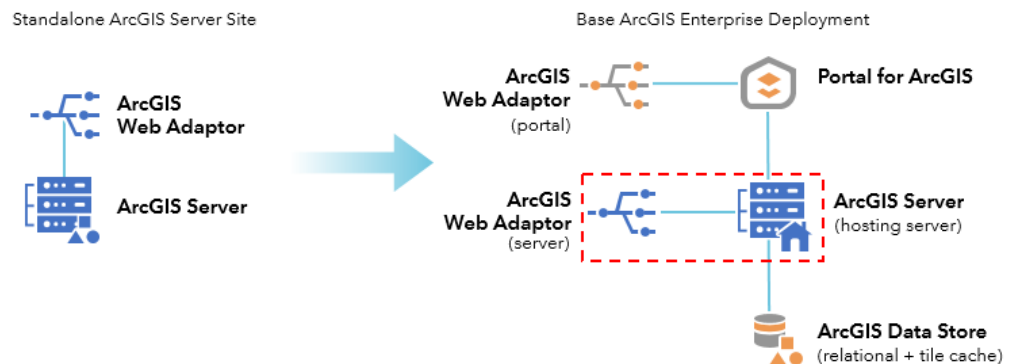 Standalone ArcGIS Server Site
Base ArcGIS Enterprise Deployment
ArcGIS
Web Adaptor
ArcGIS Server
ArcGIS
Web Adaptor
(portal)
Portal for ArcGIS
ArcGIS
Web Adaptor
(server)
ArcGIS Server
(hosting server)
ArcGIS Data Store
(relational + tile cache)